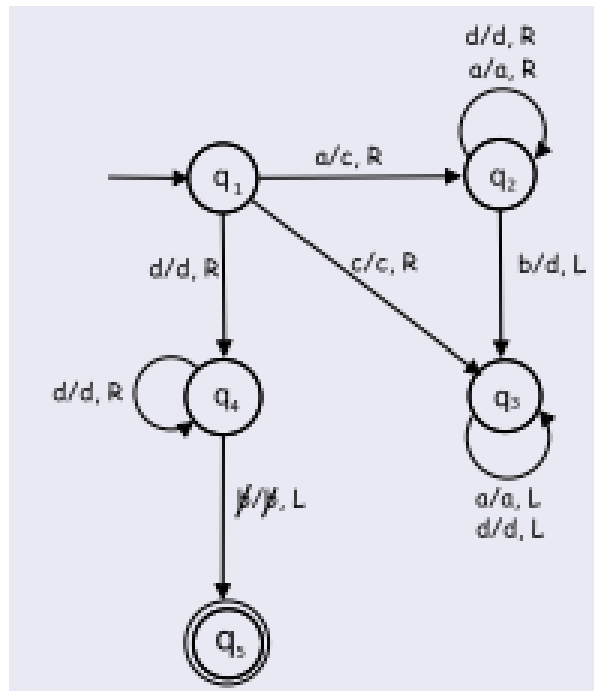 d/d, R
a/a, R
a/c, R
q₁
q₂
d/d, R
c/c, R
b/d, L
d/d, R
q₄
q₃
ƀ/ƀ, L
a/a, L
d/d, L
q₅